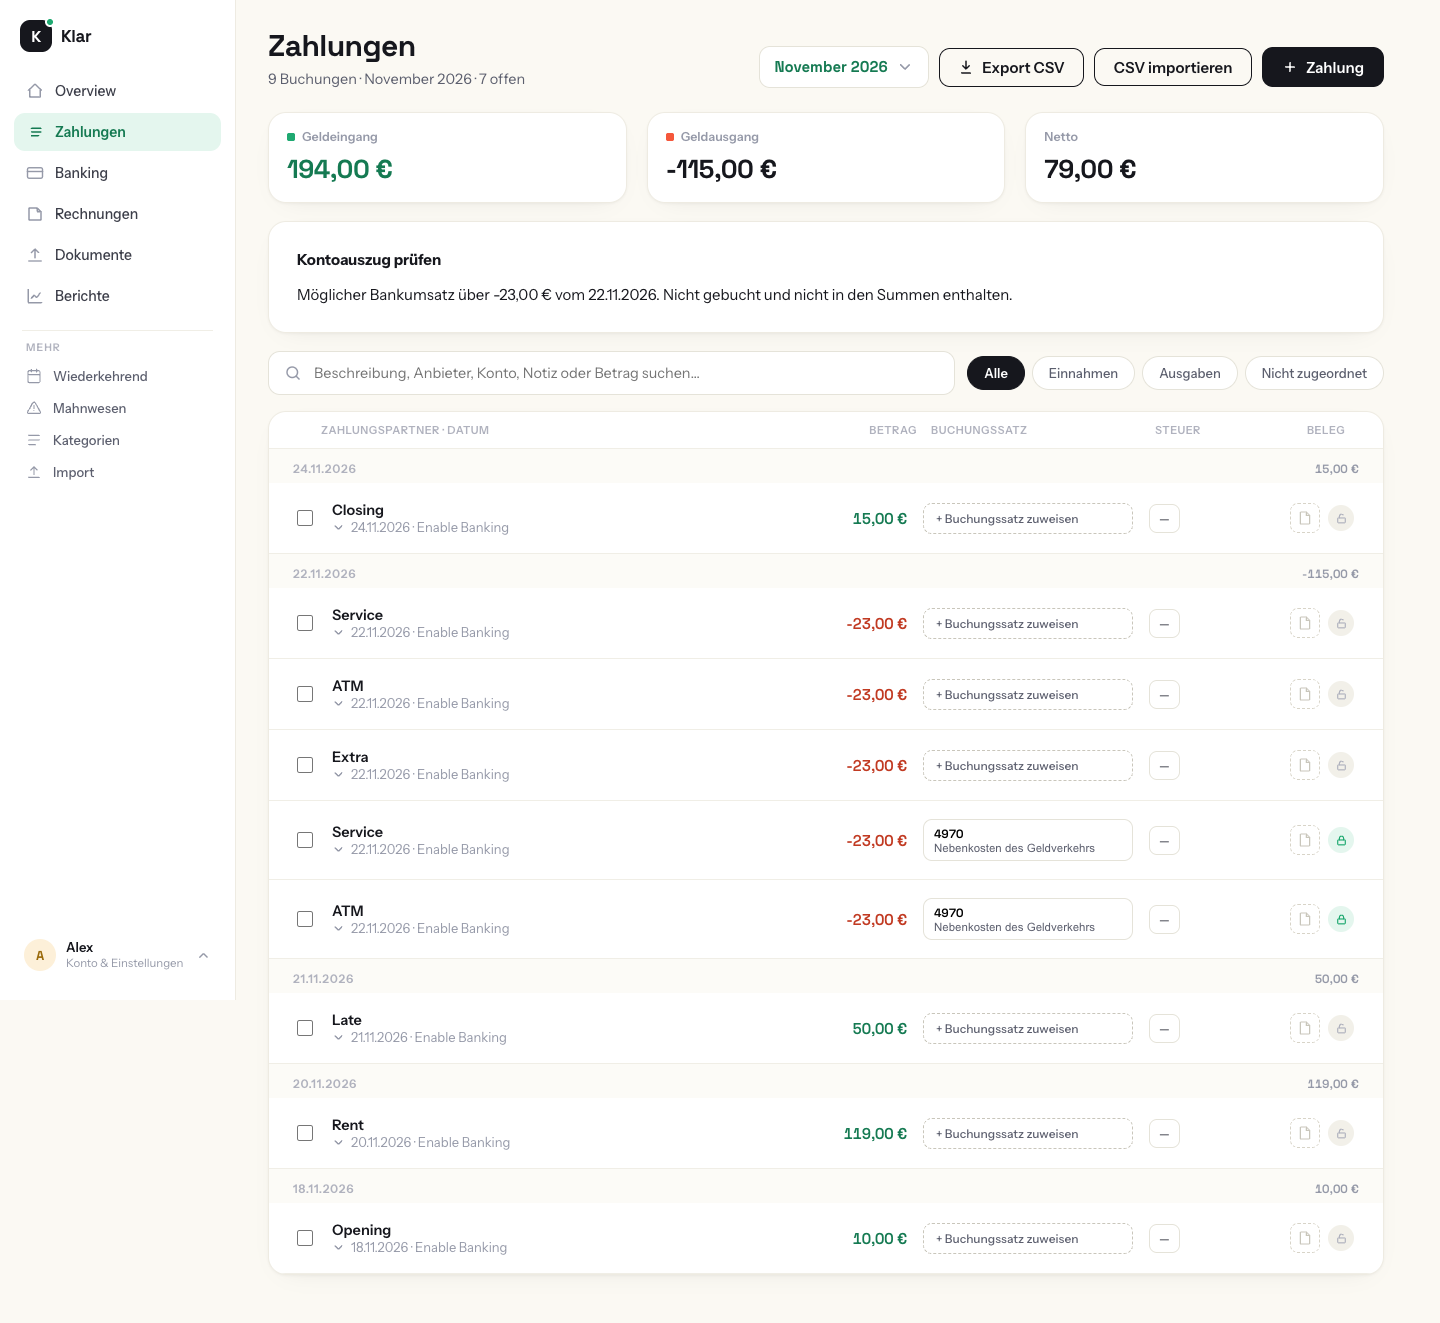 K Klar
Overview
Zahlungen
Banking
Rechnungen
Dokumente
Berichte
MEHR
Wiederkehrend
Mahnwesen
Kategorien
Import
A Alex
Konto & Einstellungen
Zahlungen
9 Buchungen · November 2026 · 7 offen
November 2026
Export CSV
CSV importieren
+ Zahlung
Geldeingang
194,00 €
Geldausgang
-115,00 €
Netto
79,00 €
Kontoauszug prüfen
Möglicher Bankumsatz über -23,00 € vom 22.11.2026. Nicht gebucht und nicht in den Summen enthalten.
Beschreibung, Anbieter, Konto, Notiz oder Betrag suchen...
Alle
Einnahmen
Ausgaben
Nicht zugeordnet
ZAHLUNGSPARTNER · DATUM BETRAG BUCHUNGSSATZ STEUER BELEG
24.11.2026 15,00 €
Closing
24.11.2026 · Enable Banking
15,00 € + Buchungssatz zuweisen —
22.11.2026 -115,00 €
Service
22.11.2026 · Enable Banking
-23,00 € + Buchungssatz zuweisen —
ATM
22.11.2026 · Enable Banking
-23,00 € + Buchungssatz zuweisen —
Extra
22.11.2026 · Enable Banking
-23,00 € + Buchungssatz zuweisen —
Service
22.11.2026 · Enable Banking
-23,00 €
4970
Nebenkosten des Geldverkehrs
—
ATM
22.11.2026 · Enable Banking
-23,00 €
4970
Nebenkosten des Geldverkehrs
—
21.11.2026 50,00 €
Late
21.11.2026 · Enable Banking
50,00 € + Buchungssatz zuweisen —
20.11.2026 119,00 €
Rent
20.11.2026 · Enable Banking
119,00 € + Buchungssatz zuweisen —
18.11.2026 10,00 €
Opening
18.11.2026 · Enable Banking
10,00 € + Buchungssatz zuweisen —